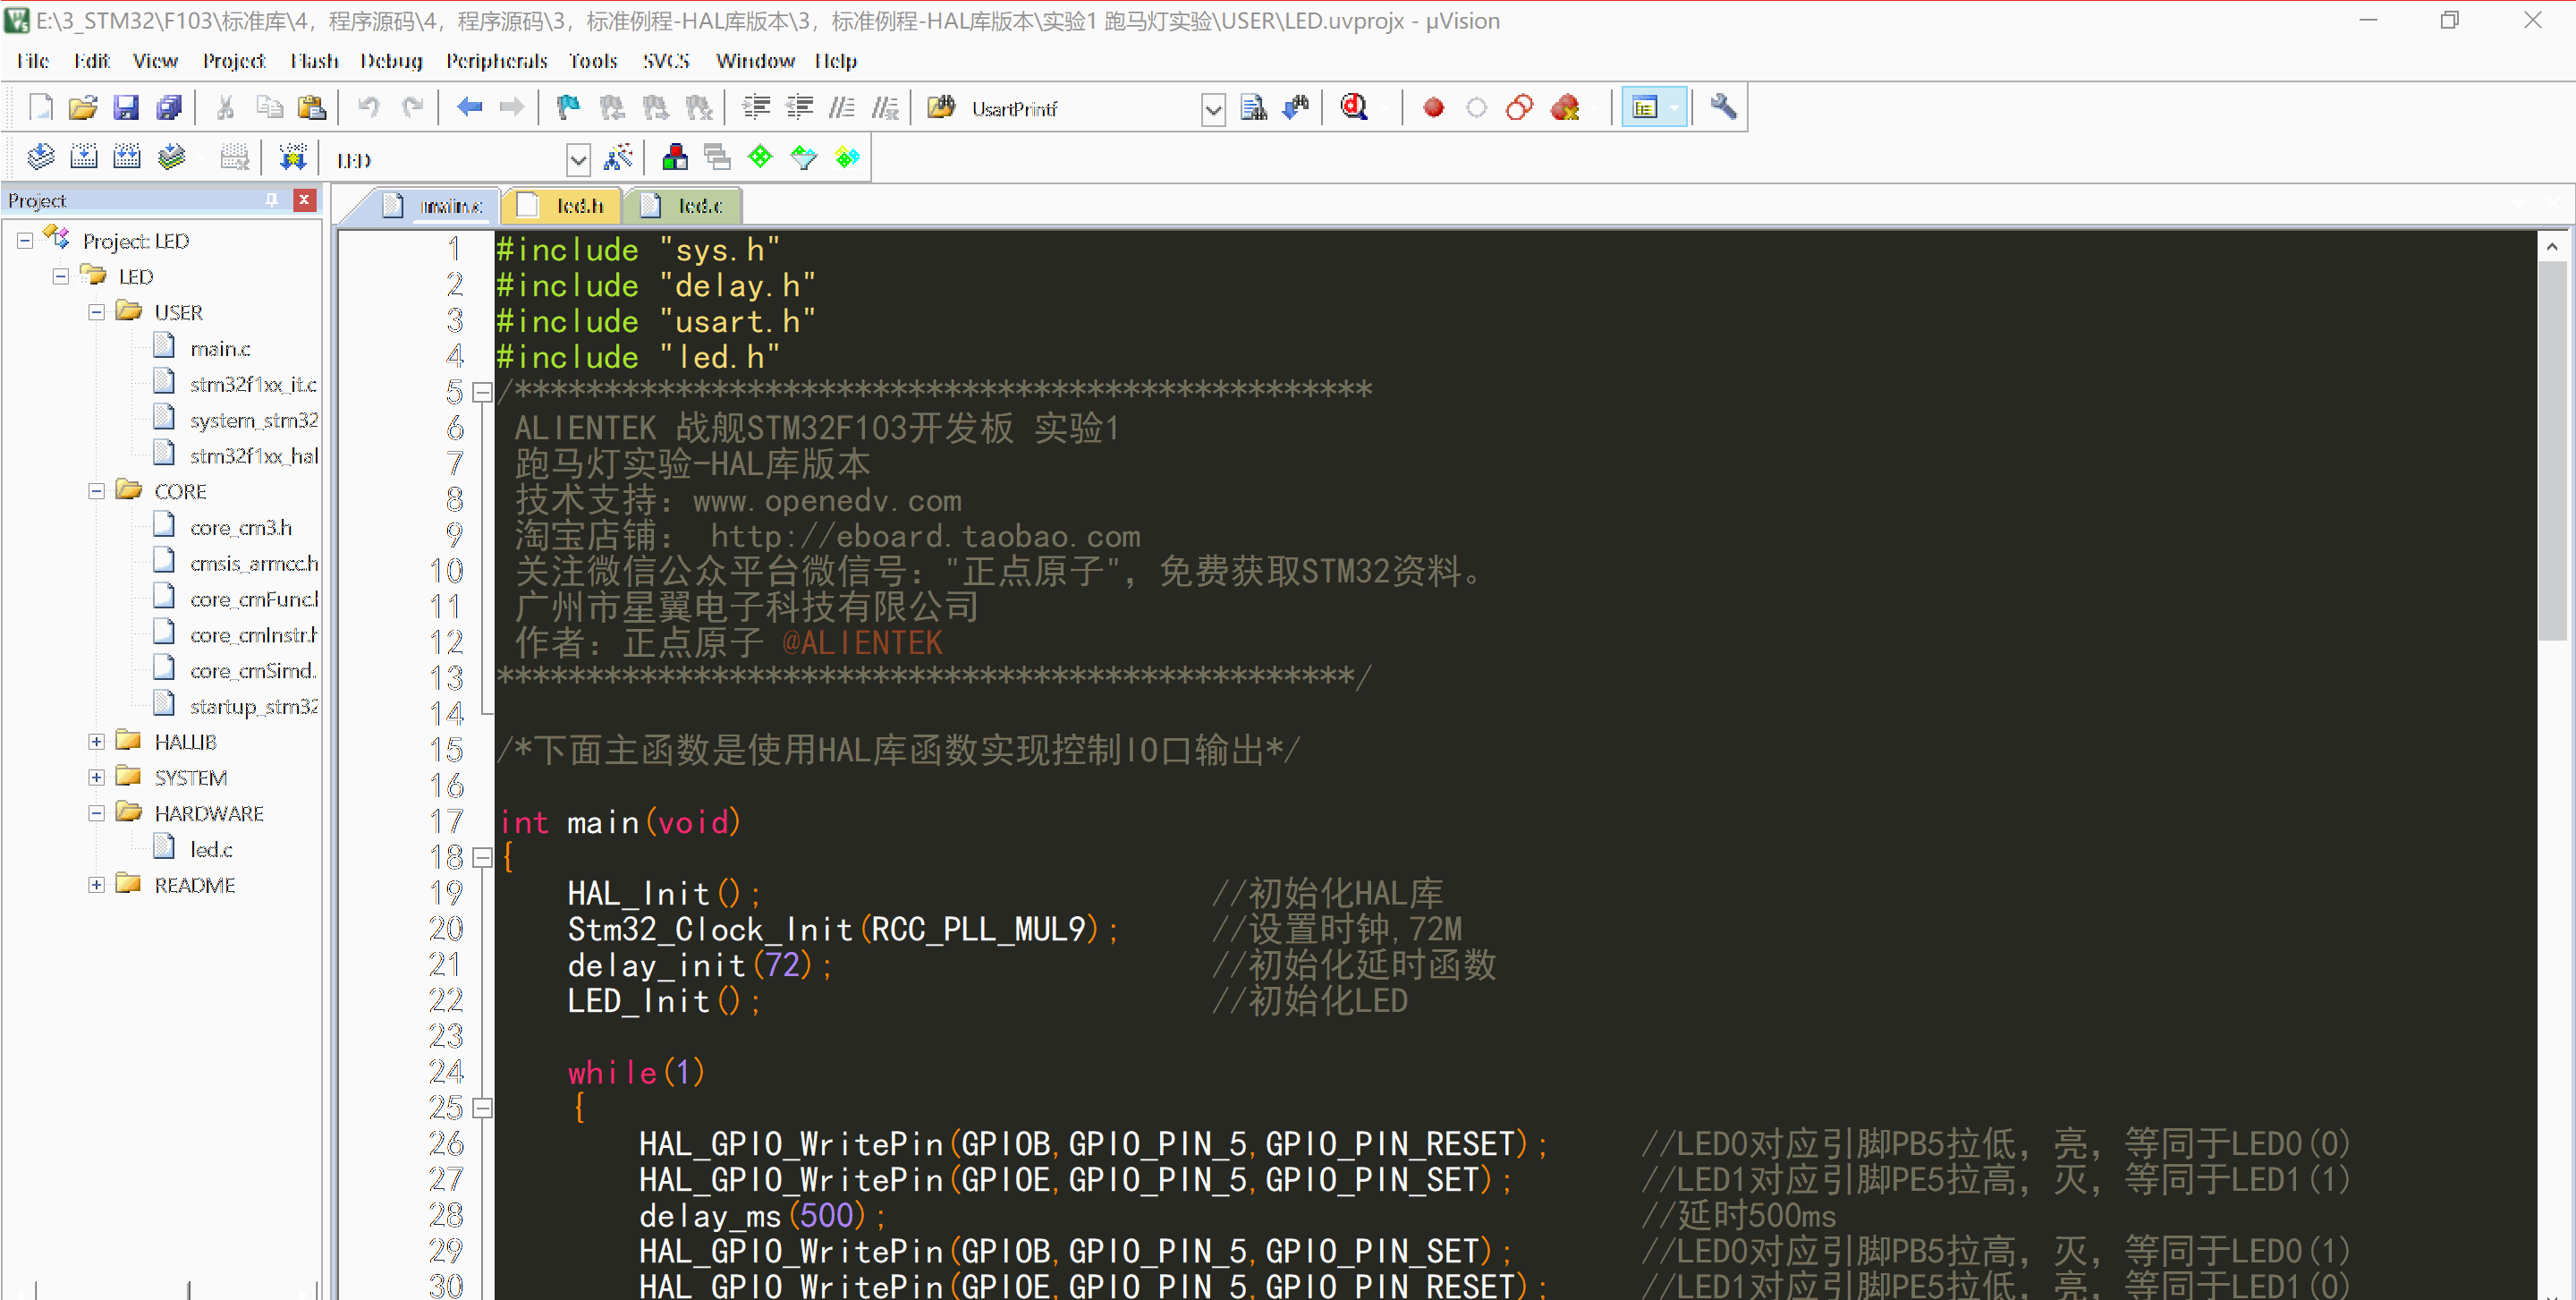 E:\3_STM32\F103\标准库\4，程序源码\4，程序源码\3，标准例程-HAL库版本\3，标准例程-HAL库版本\实验1 跑马灯实验\USER\LED.uvprojx - µVision
File Edit View Project Flash Debug Peripherals Tools SVCS Window Help
UsartPrintf
LED
Project
main.c led.h led.c
Project: LED
LED
USER
main.c
stm32f1xx_it.c
system_stm32
stm32f1xx_hal
CORE
core_cm3.h
cmsis_armcc.h
core_cmFunc.h
core_cmInstr.h
core_cmSimd.
startup_stm32
HALLIB
SYSTEM
HARDWARE
led.c
README
1 #include "sys.h"
2 #include "delay.h"
3 #include "usart.h"
4 #include "led.h"
5 /************************************************
6 ALIENTEK 战舰STM32F103开发板 实验1
7 跑马灯实验-HAL库版本
8 技术支持：www.openedv.com
9 淘宝店铺： http://eboard.taobao.com
10 关注微信公众平台微信号："正点原子"，免费获取STM32资料。
11 广州市星翼电子科技有限公司
12 作者：正点原子 @ALIENTEK
13 ************************************************/
14
15 /*下面主函数是使用HAL库函数实现控制IO口输出*/
16
17 int main(void)
18 {
19 HAL_Init(); //初始化HAL库
20 Stm32_Clock_Init(RCC_PLL_MUL9); //设置时钟,72M
21 delay_init(72); //初始化延时函数
22 LED_Init(); //初始化LED
23
24 while(1)
25 {
26 HAL_GPIO_WritePin(GPIOB,GPIO_PIN_5,GPIO_PIN_RESET); //LED0对应引脚PB5拉低，亮，等同于LED0(0)
27 HAL_GPIO_WritePin(GPIOE,GPIO_PIN_5,GPIO_PIN_SET); //LED1对应引脚PE5拉高，灭，等同于LED1(1)
28 delay_ms(500); //延时500ms
29 HAL_GPIO_WritePin(GPIOB,GPIO_PIN_5,GPIO_PIN_SET); //LED0对应引脚PB5拉高，灭，等同于LED0(1)
30 HAL_GPIO_WritePin(GPIOE,GPIO_PIN_5,GPIO_PIN_RESET); //LED1对应引脚PE5拉低，亮，等同于LED1(0)